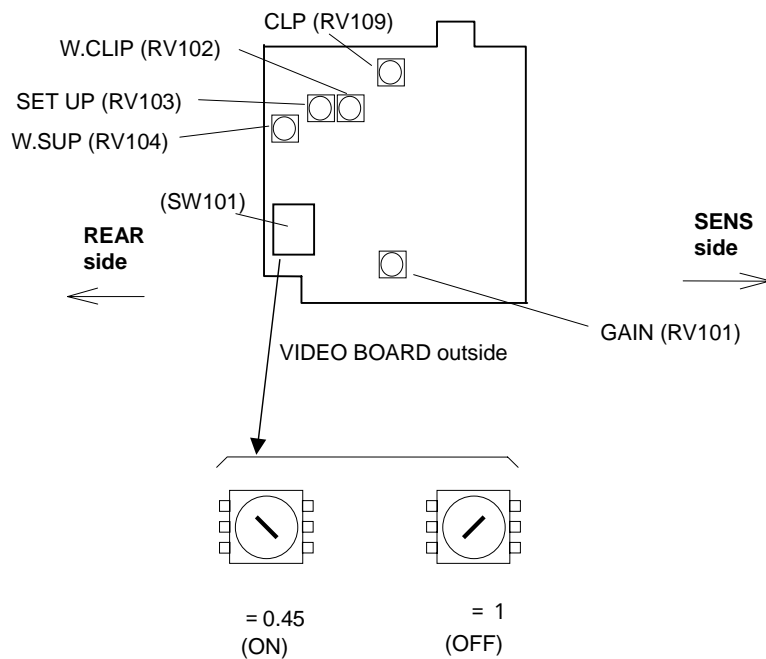 CLP (RV109)
W.CLIP (RV102)
SET UP (RV103)
W.SUP (RV104)
(SW101)
REAR
side
SENS
side
GAIN (RV101)
VIDEO BOARD outside
= 0.45
(ON)
= 1
(OFF)